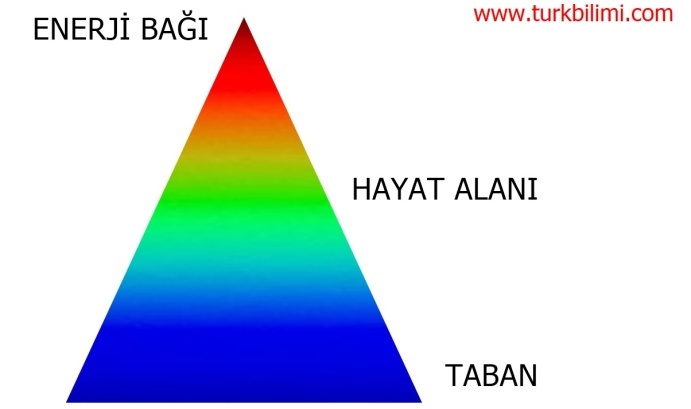 www.turkbilimi.com
ENERJİ BAĞI
HAYAT ALANI
TABAN